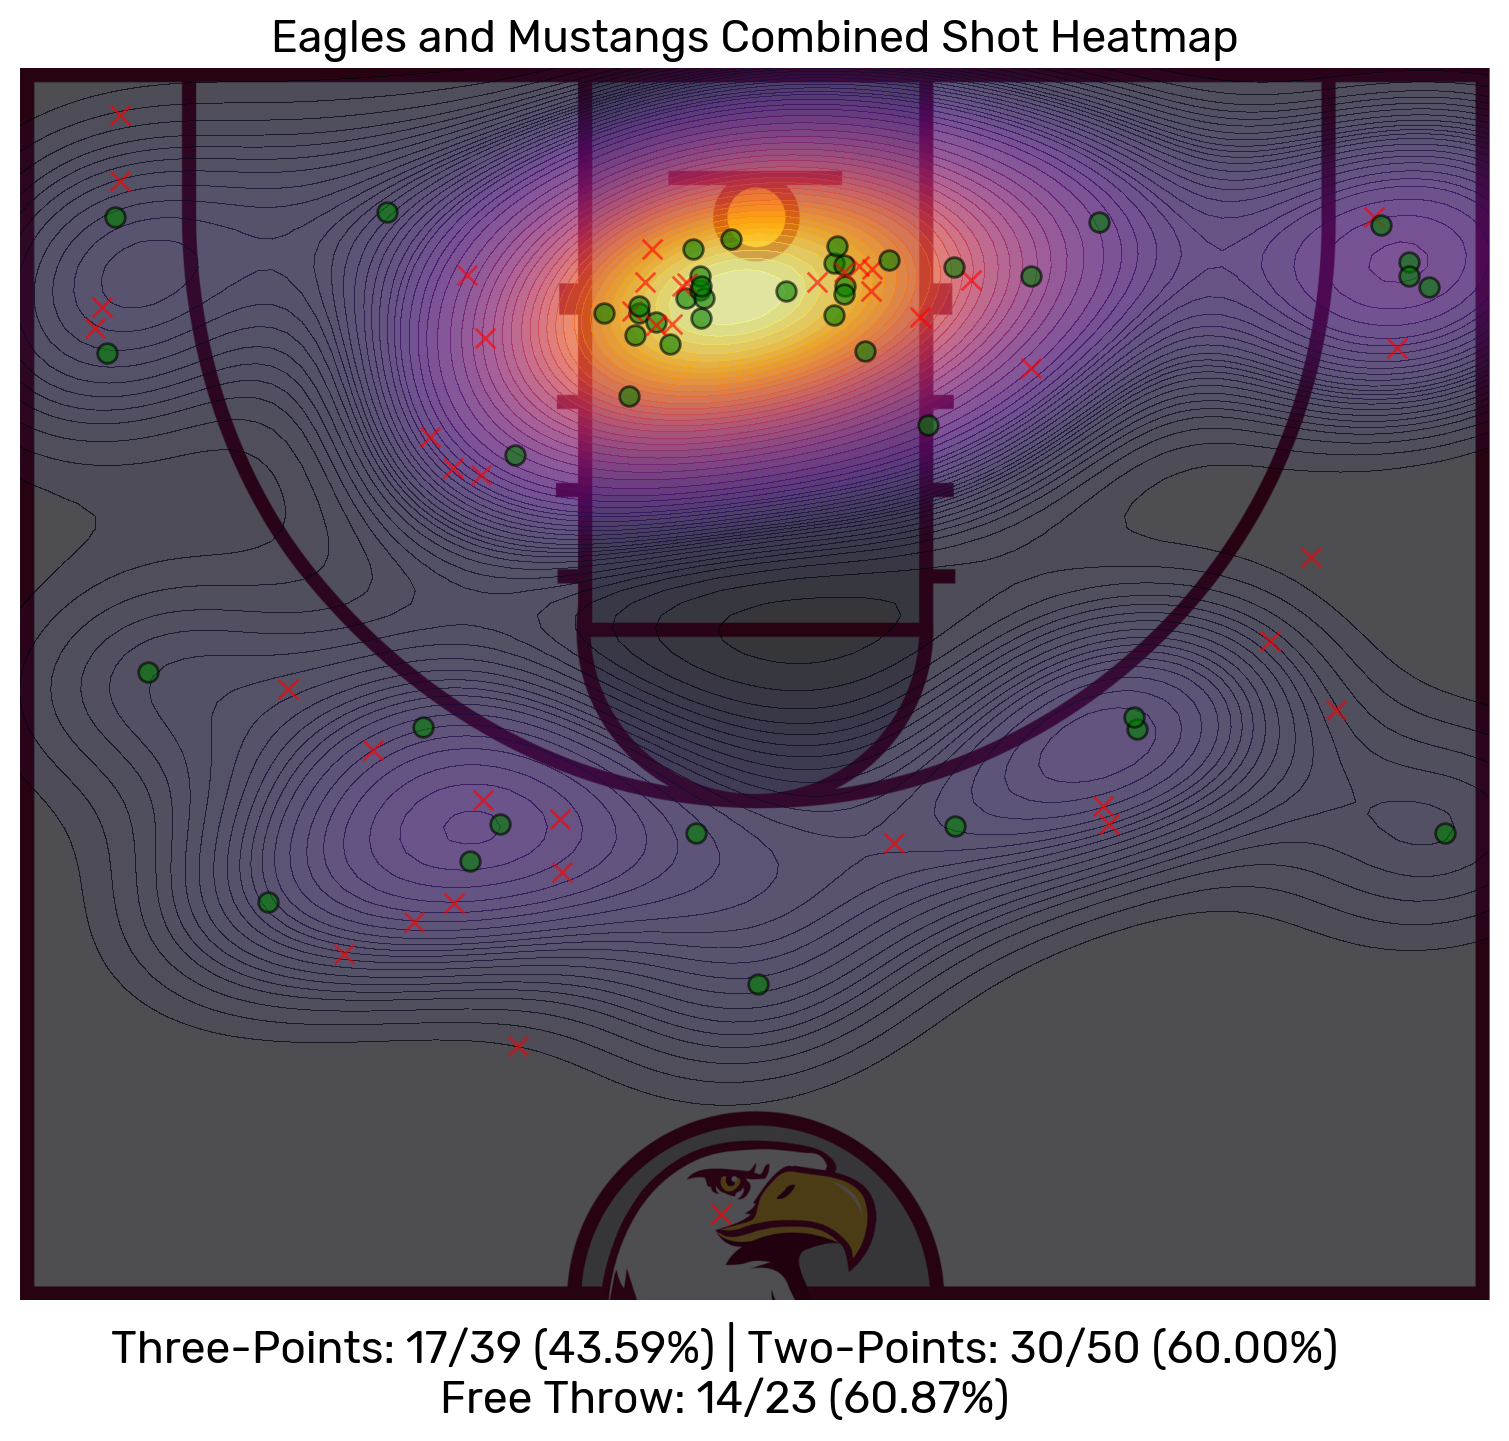 Eagles and Mustangs Combined Shot Heatmap
Three-Points: 17/39 (43.59%) | Two-Points: 30/50 (60.00%)
Free Throw: 14/23 (60.87%)